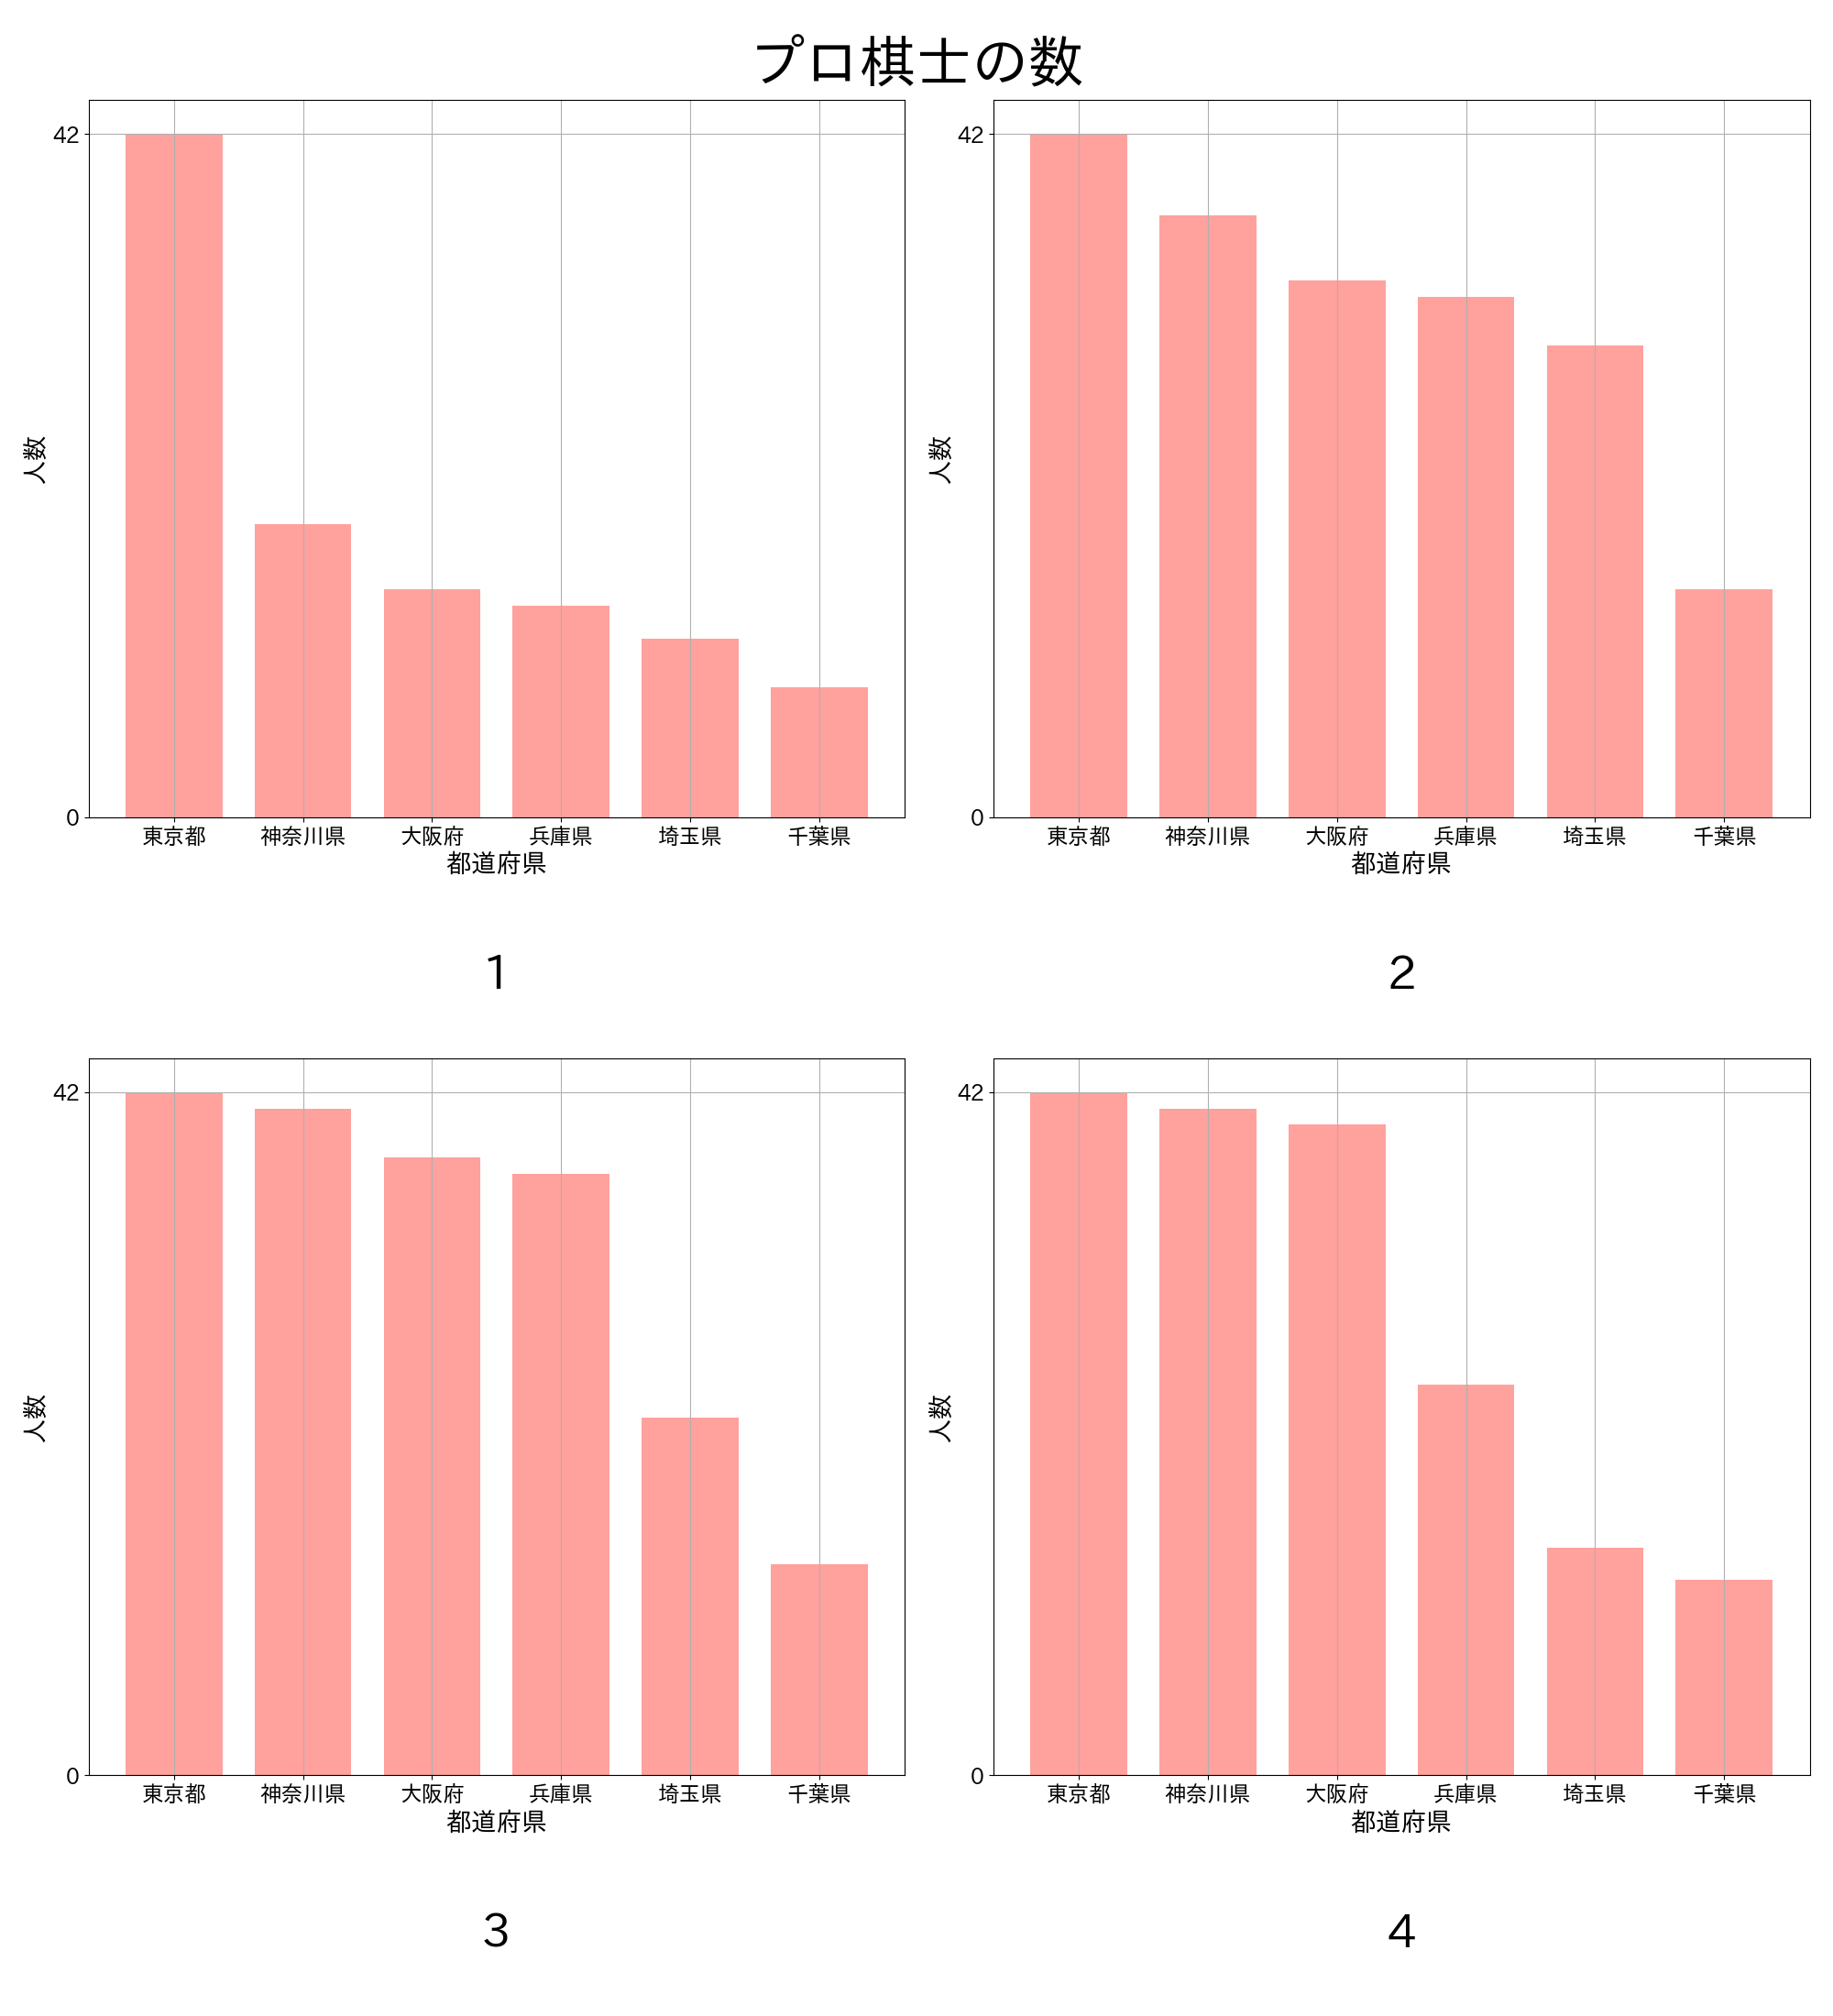 プロ棋士の数
42
人数
0
東京都 神奈川県 大阪府 兵庫県 埼玉県 千葉県
都道府県
1
42
人数
0
東京都 神奈川県 大阪府 兵庫県 埼玉県 千葉県
都道府県
2
42
人数
0
東京都 神奈川県 大阪府 兵庫県 埼玉県 千葉県
都道府県
3
42
人数
0
東京都 神奈川県 大阪府 兵庫県 埼玉県 千葉県
都道府県
4